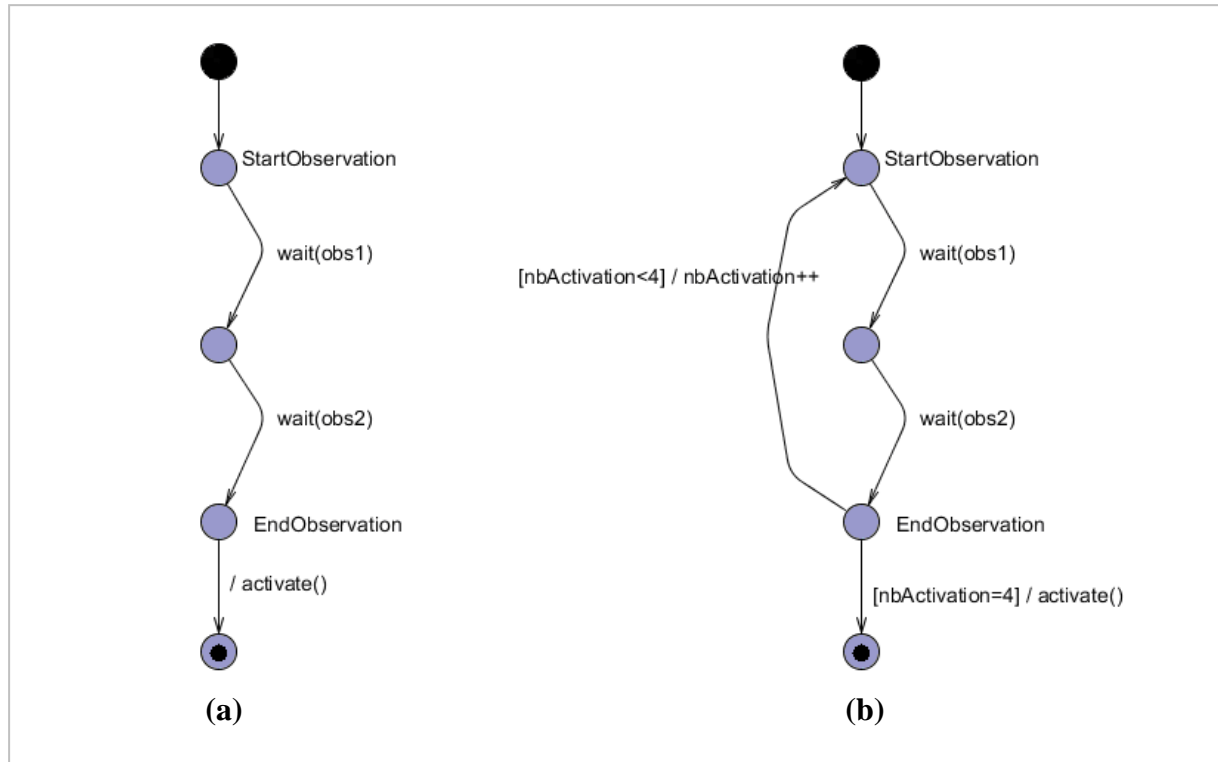 StartObservation
wait(obs1)
wait(obs2)
EndObservation
/ activate()
(a)
StartObservation
wait(obs1)
[nbActivation<4] / nbActivation++
wait(obs2)
EndObservation
[nbActivation=4] / activate()
(b)